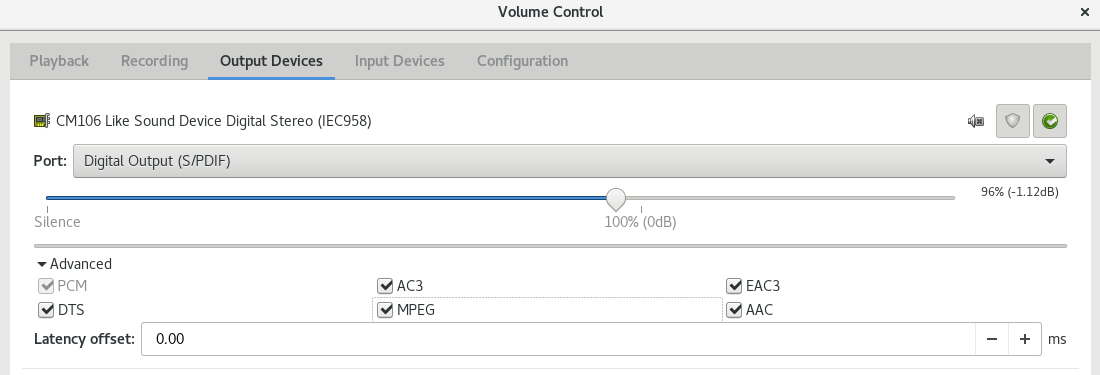 Volume Control
Playback Recording Output Devices Input Devices Configuration
CM106 Like Sound Device Digital Stereo (IEC958)
Port: Digital Output (S/PDIF)
96% (-1.12dB)
Silence 100% (0dB)
Advanced
PCM AC3 EAC3
DTS MPEG AAC
Latency offset: 0.00 ms